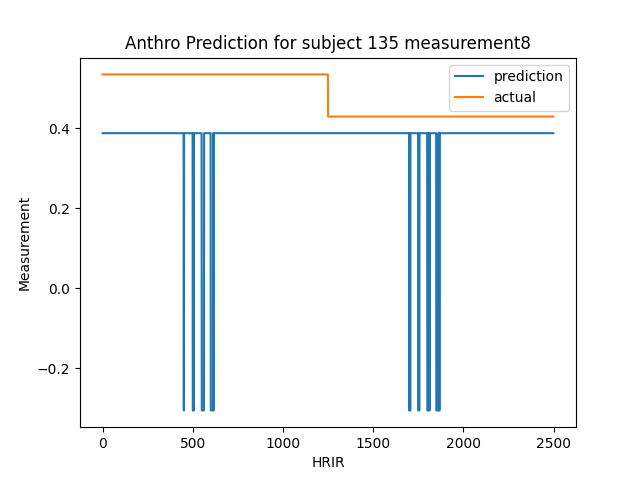 Anthro Prediction for subject 135 measurement8
prediction
actual
0.4
0.2
0.0
−0.2
Measurement
0 500 1000 1500 2000 2500
HRIR